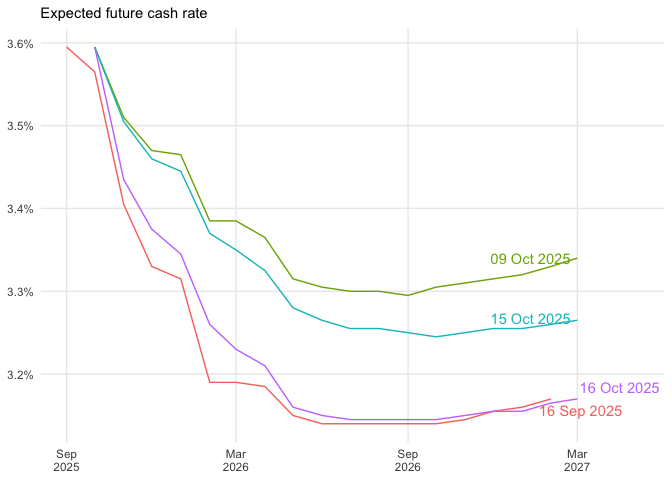 Expected future cash rate
3.6%
3.5%
3.4%
3.3%
3.2%
09 Oct 2025
15 Oct 2025
16 Oct 2025
16 Sep 2025
Sep
2025
Mar
2026
Sep
2026
Mar
2027